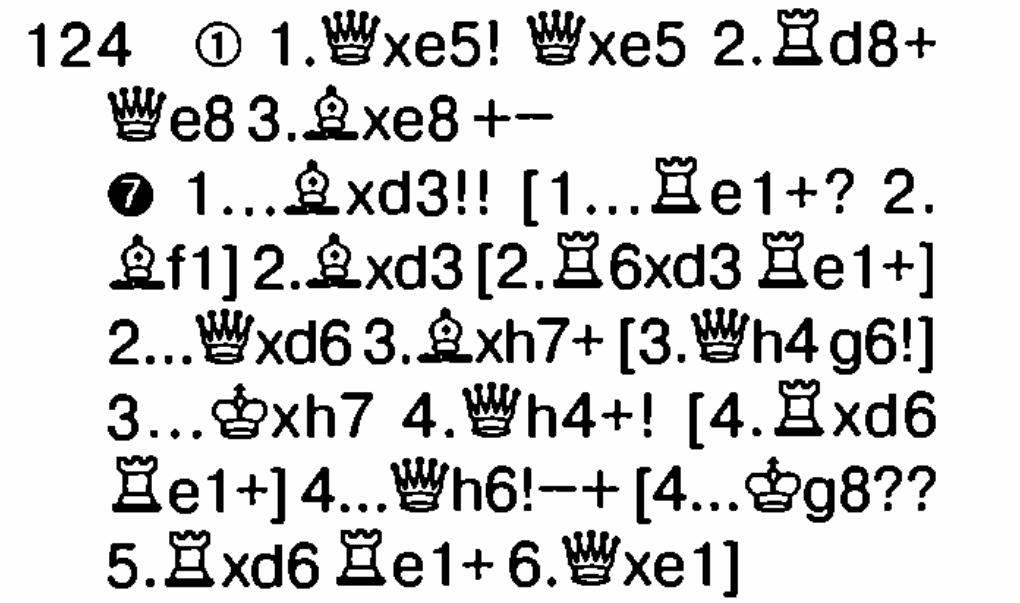 124 ① 1.♕xe5! ♕xe5 2.♖d8+
♕e8 3.♗xe8 +−
❼ 1...♗xd3!! [1...♖e1+? 2.
♗f1] 2.♗xd3 [2.♖6xd3 ♖e1+]
2...♕xd6 3.♗xh7+ [3.♕h4 g6!]
3...♔xh7 4.♕h4+! [4.♖xd6
♖e1+] 4...♕h6!−+ [4...♔g8??
5.♖xd6 ♖e1+ 6.♕xe1]